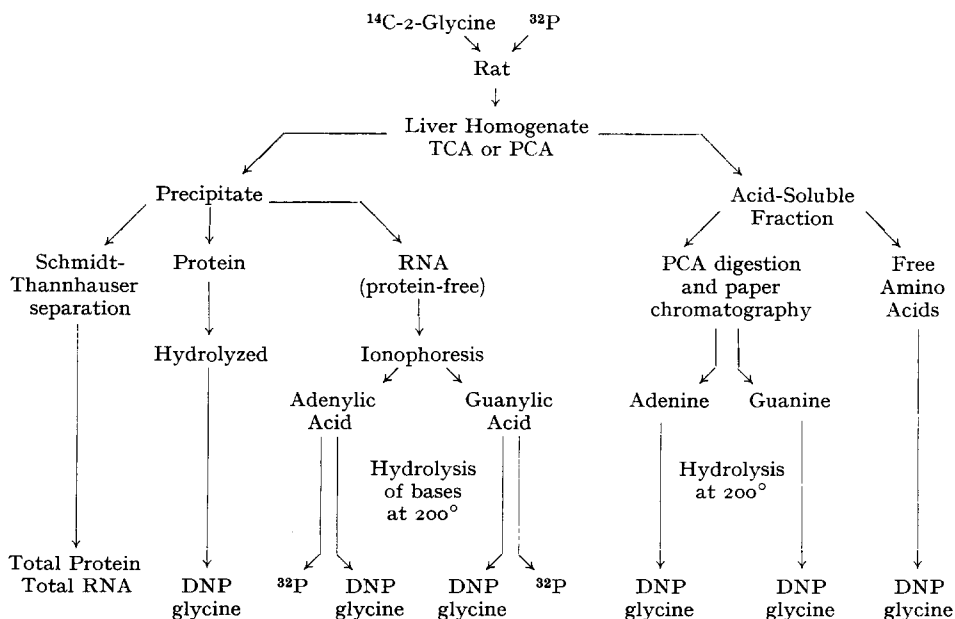 ¹⁴C-2-Glycine ³²P
Rat
Liver Homogenate
TCA or PCA
Precipitate
Acid-Soluble
Fraction
Schmidt-
Thannhauser
separation
Protein
RNA
(protein-free)
PCA digestion
and paper
chromatography
Free
Amino
Acids
Hydrolyzed
Ionophoresis
Adenylic
Acid
Guanylic
Acid
Adenine
Guanine
Hydrolysis
of bases
at 200°
Hydrolysis
at 200°
Total Protein
Total RNA
DNP
glycine
³²P
DNP
glycine
DNP
glycine
³²P
DNP
glycine
DNP
glycine
DNP
glycine